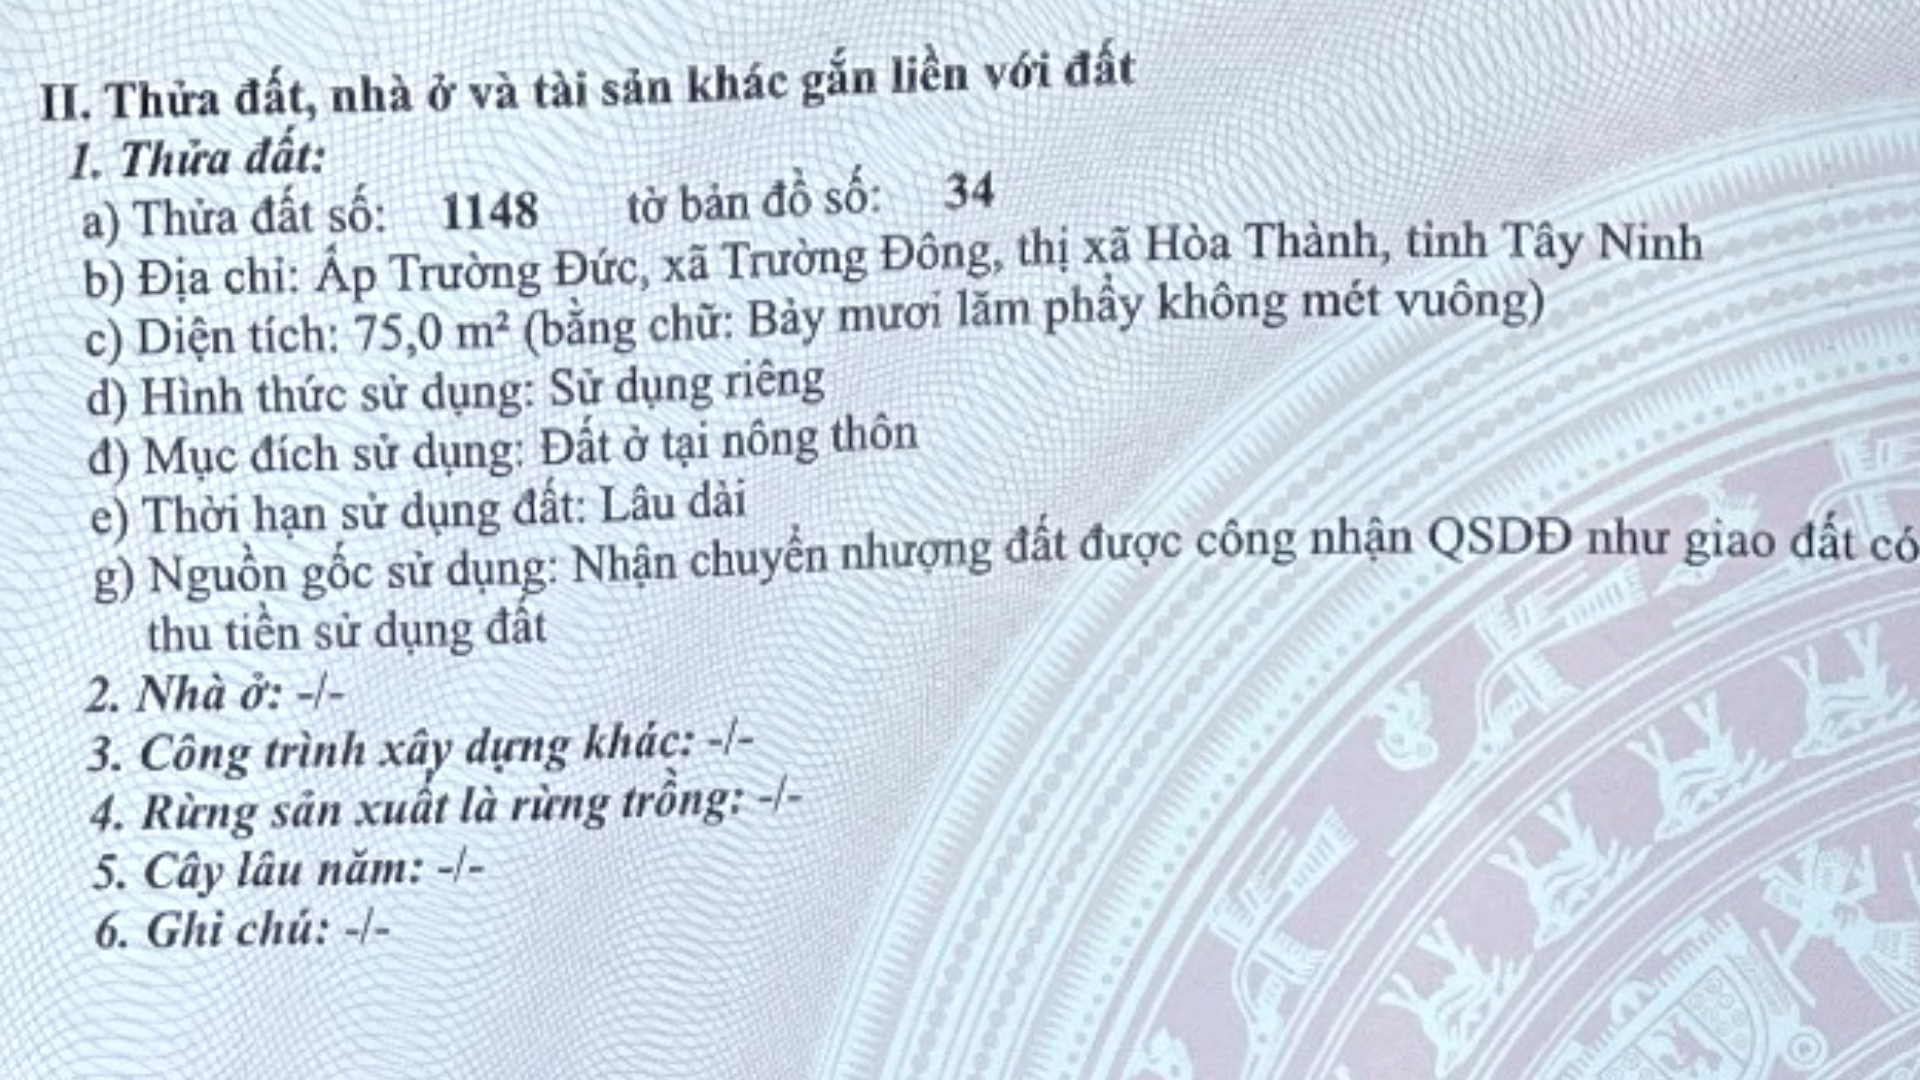 II. Thửa đất, nhà ở và tài sản khác gắn liền với đất
1. Thửa đất:
a) Thửa đất số: 1148 tờ bản đồ số: 34
b) Địa chỉ: Ấp Trường Đức, xã Trường Đông, thị xã Hòa Thành, tỉnh Tây Ninh
c) Diện tích: 75,0 m² (bằng chữ: Bảy mươi lăm phẩy không mét vuông)
d) Hình thức sử dụng: Sử dụng riêng
đ) Mục đích sử dụng: Đất ở tại nông thôn
e) Thời hạn sử dụng đất: Lâu dài
g) Nguồn gốc sử dụng: Nhận chuyển nhượng đất được công nhận QSDĐ như giao đất có
thu tiền sử dụng đất
2. Nhà ở: -/-
3. Công trình xây dựng khác: -/-
4. Rừng sản xuất là rừng trồng: -/-
5. Cây lâu năm: -/-
6. Ghi chú: -/-